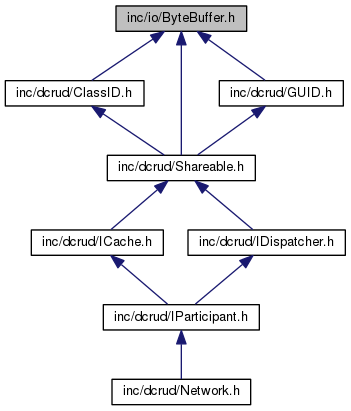 inc/io/ByteBuffer.h
inc/dcrud/ClassID.h
inc/dcrud/GUID.h
inc/dcrud/Shareable.h
inc/dcrud/ICache.h
inc/dcrud/IDispatcher.h
inc/dcrud/IParticipant.h
inc/dcrud/Network.h